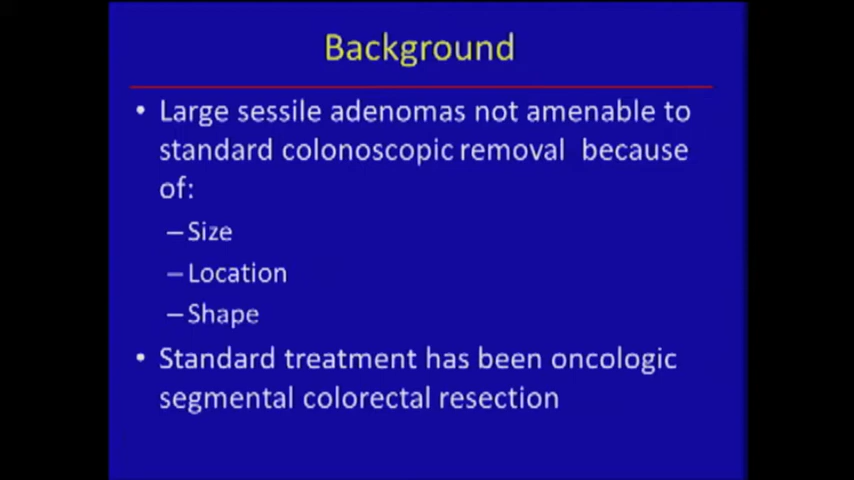 Background
• Large sessile adenomas not amenable to
standard colonoscopic removal because
of:
– Size
– Location
– Shape
• Standard treatment has been oncologic
segmental colorectal resection